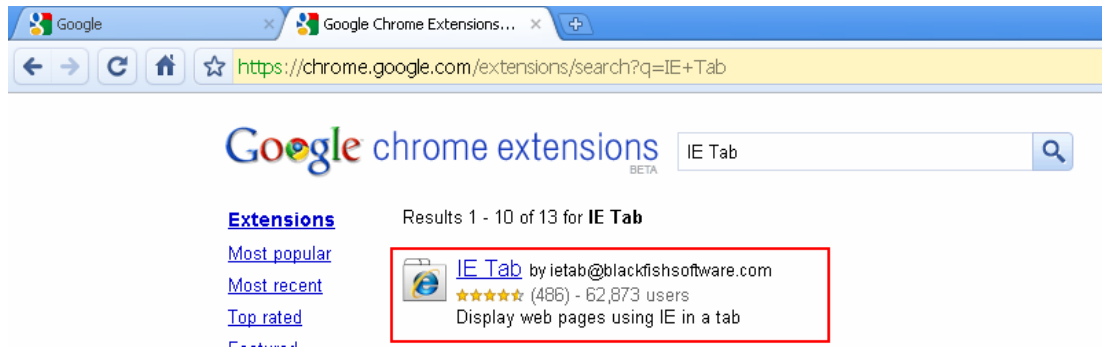 Google
Google Chrome Extensions...
https://chrome.google.com/extensions/search?q=IE+Tab
Google chrome extensions
BETA
IE Tab
Extensions
Results 1 - 10 of 13 for IE Tab
Most popular
Most recent
Top rated
Featured
IE Tab by ietab@blackfishsoftware.com
(486) - 62,873 users
Display web pages using IE in a tab